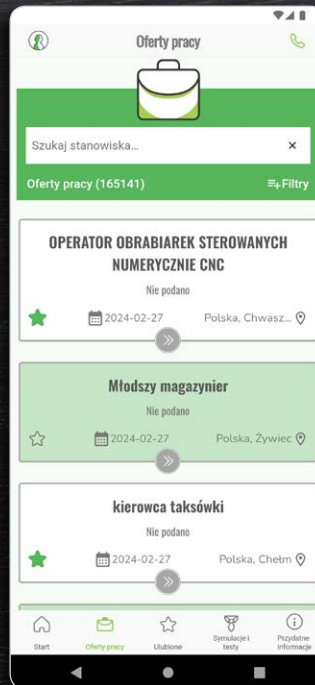 Oferty pracy
Szukaj stanowiska...
Oferty pracy (165141)
Filtry
OPERATOR OBRABIAREK STEROWANYCH
NUMERYCZNIE CNC
Nie podano
2024-02-27 Polska, Chwasz...
Młodszy magazynier
Nie podano
2024-02-27 Polska, Żywiec
kierowca taksówki
Nie podano
2024-02-27 Polska, Chełm
Start Oferty pracy Ulubione Symulacje i testy Przydatne informacje